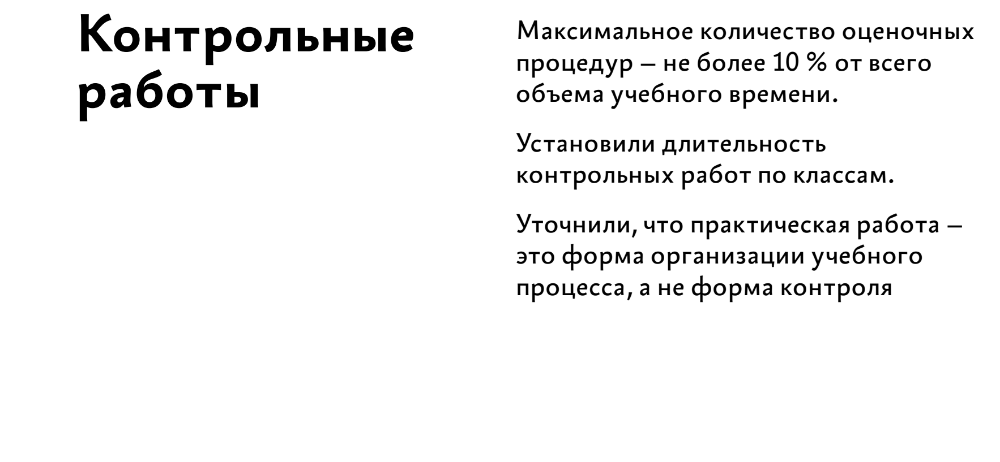 Контрольные
работы
Максимальное количество оценочных
процедур — не более 10 % от всего
объема учебного времени.
Установили длительность
контрольных работ по классам.
Уточнили, что практическая работа —
это форма организации учебного
процесса, а не форма контроля